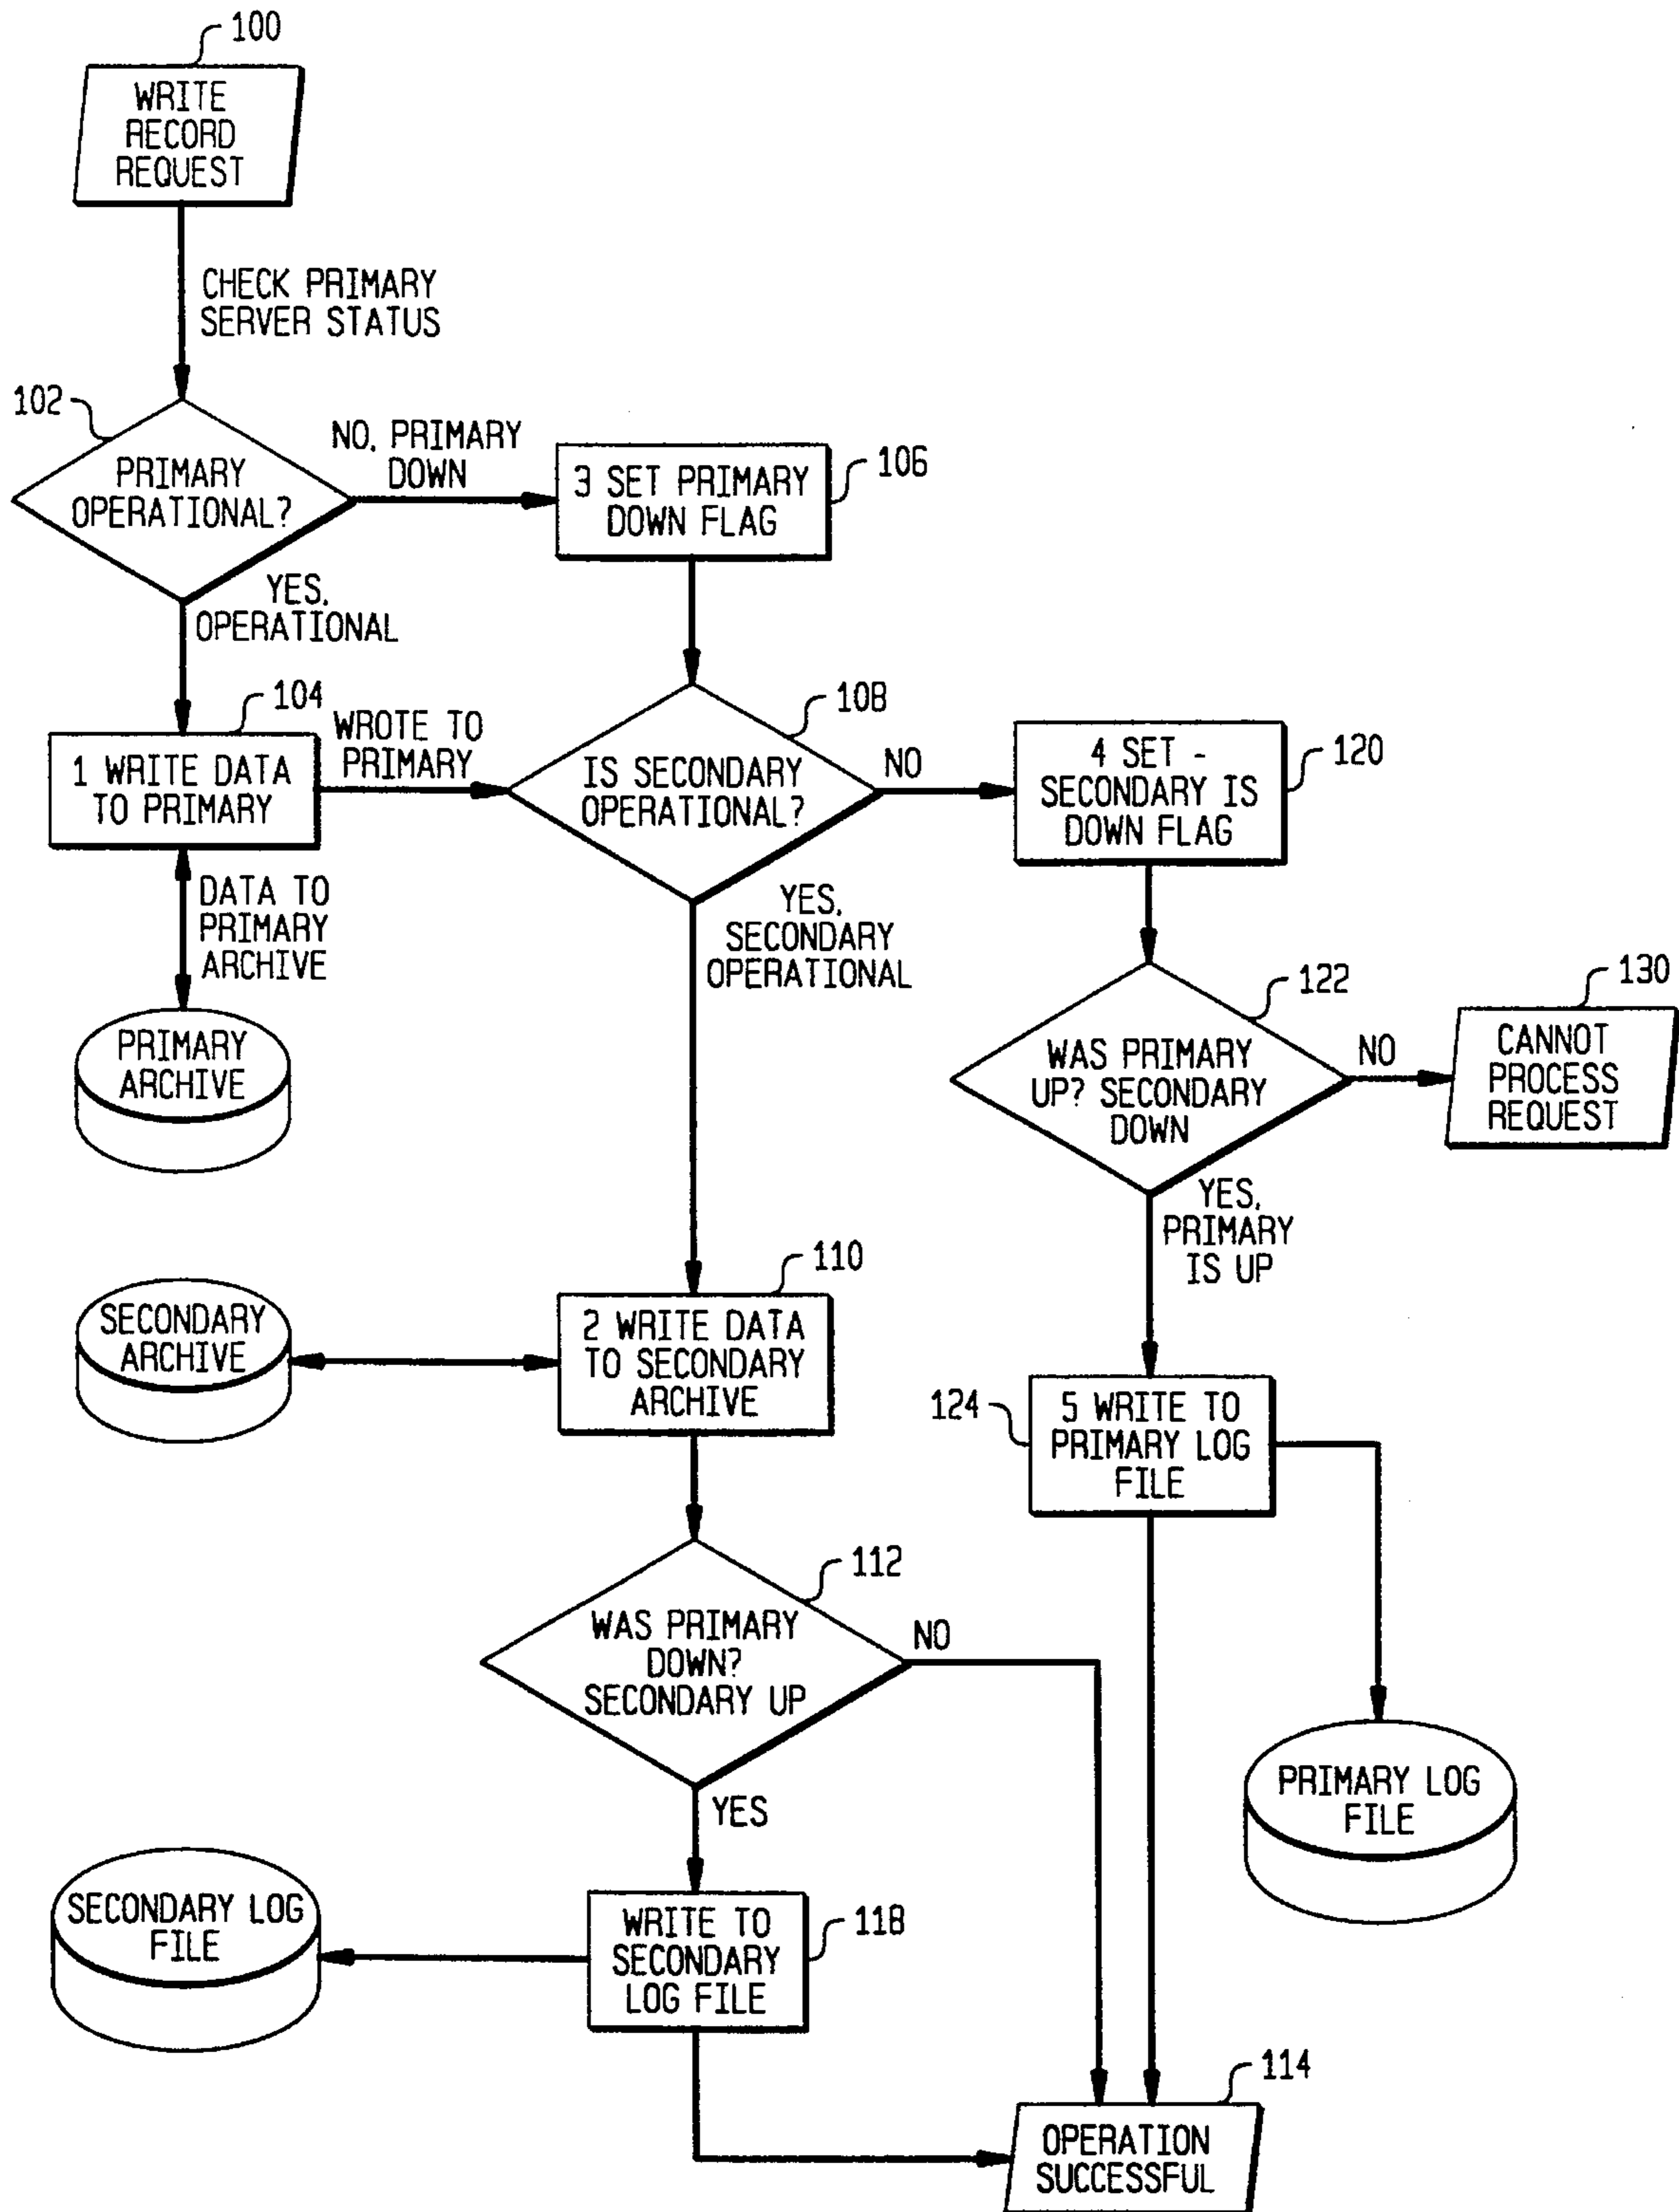 100
WRITE
RECORD
REQUEST
CHECK PRIMARY
SERVER STATUS
102
PRIMARY
OPERATIONAL?
NO, PRIMARY
DOWN
3 SET PRIMARY
DOWN FLAG
106
YES,
OPERATIONAL
104
1 WRITE DATA
TO PRIMARY
WROTE TO
PRIMARY
108
IS SECONDARY
OPERATIONAL?
NO
4 SET -
SECONDARY IS
DOWN FLAG
120
DATA TO
PRIMARY
ARCHIVE
PRIMARY
ARCHIVE
YES,
SECONDARY
OPERATIONAL
122
WAS PRIMARY
UP? SECONDARY
DOWN
NO
130
CANNOT
PROCESS
REQUEST
YES,
PRIMARY
IS UP
SECONDARY
ARCHIVE
110
2 WRITE DATA
TO SECONDARY
ARCHIVE
124
5 WRITE TO
PRIMARY LOG
FILE
112
WAS PRIMARY
DOWN?
SECONDARY UP
NO
YES
PRIMARY LOG
FILE
SECONDARY LOG
FILE
WRITE TO
SECONDARY
LOG FILE
118
114
OPERATION
SUCCESSFUL